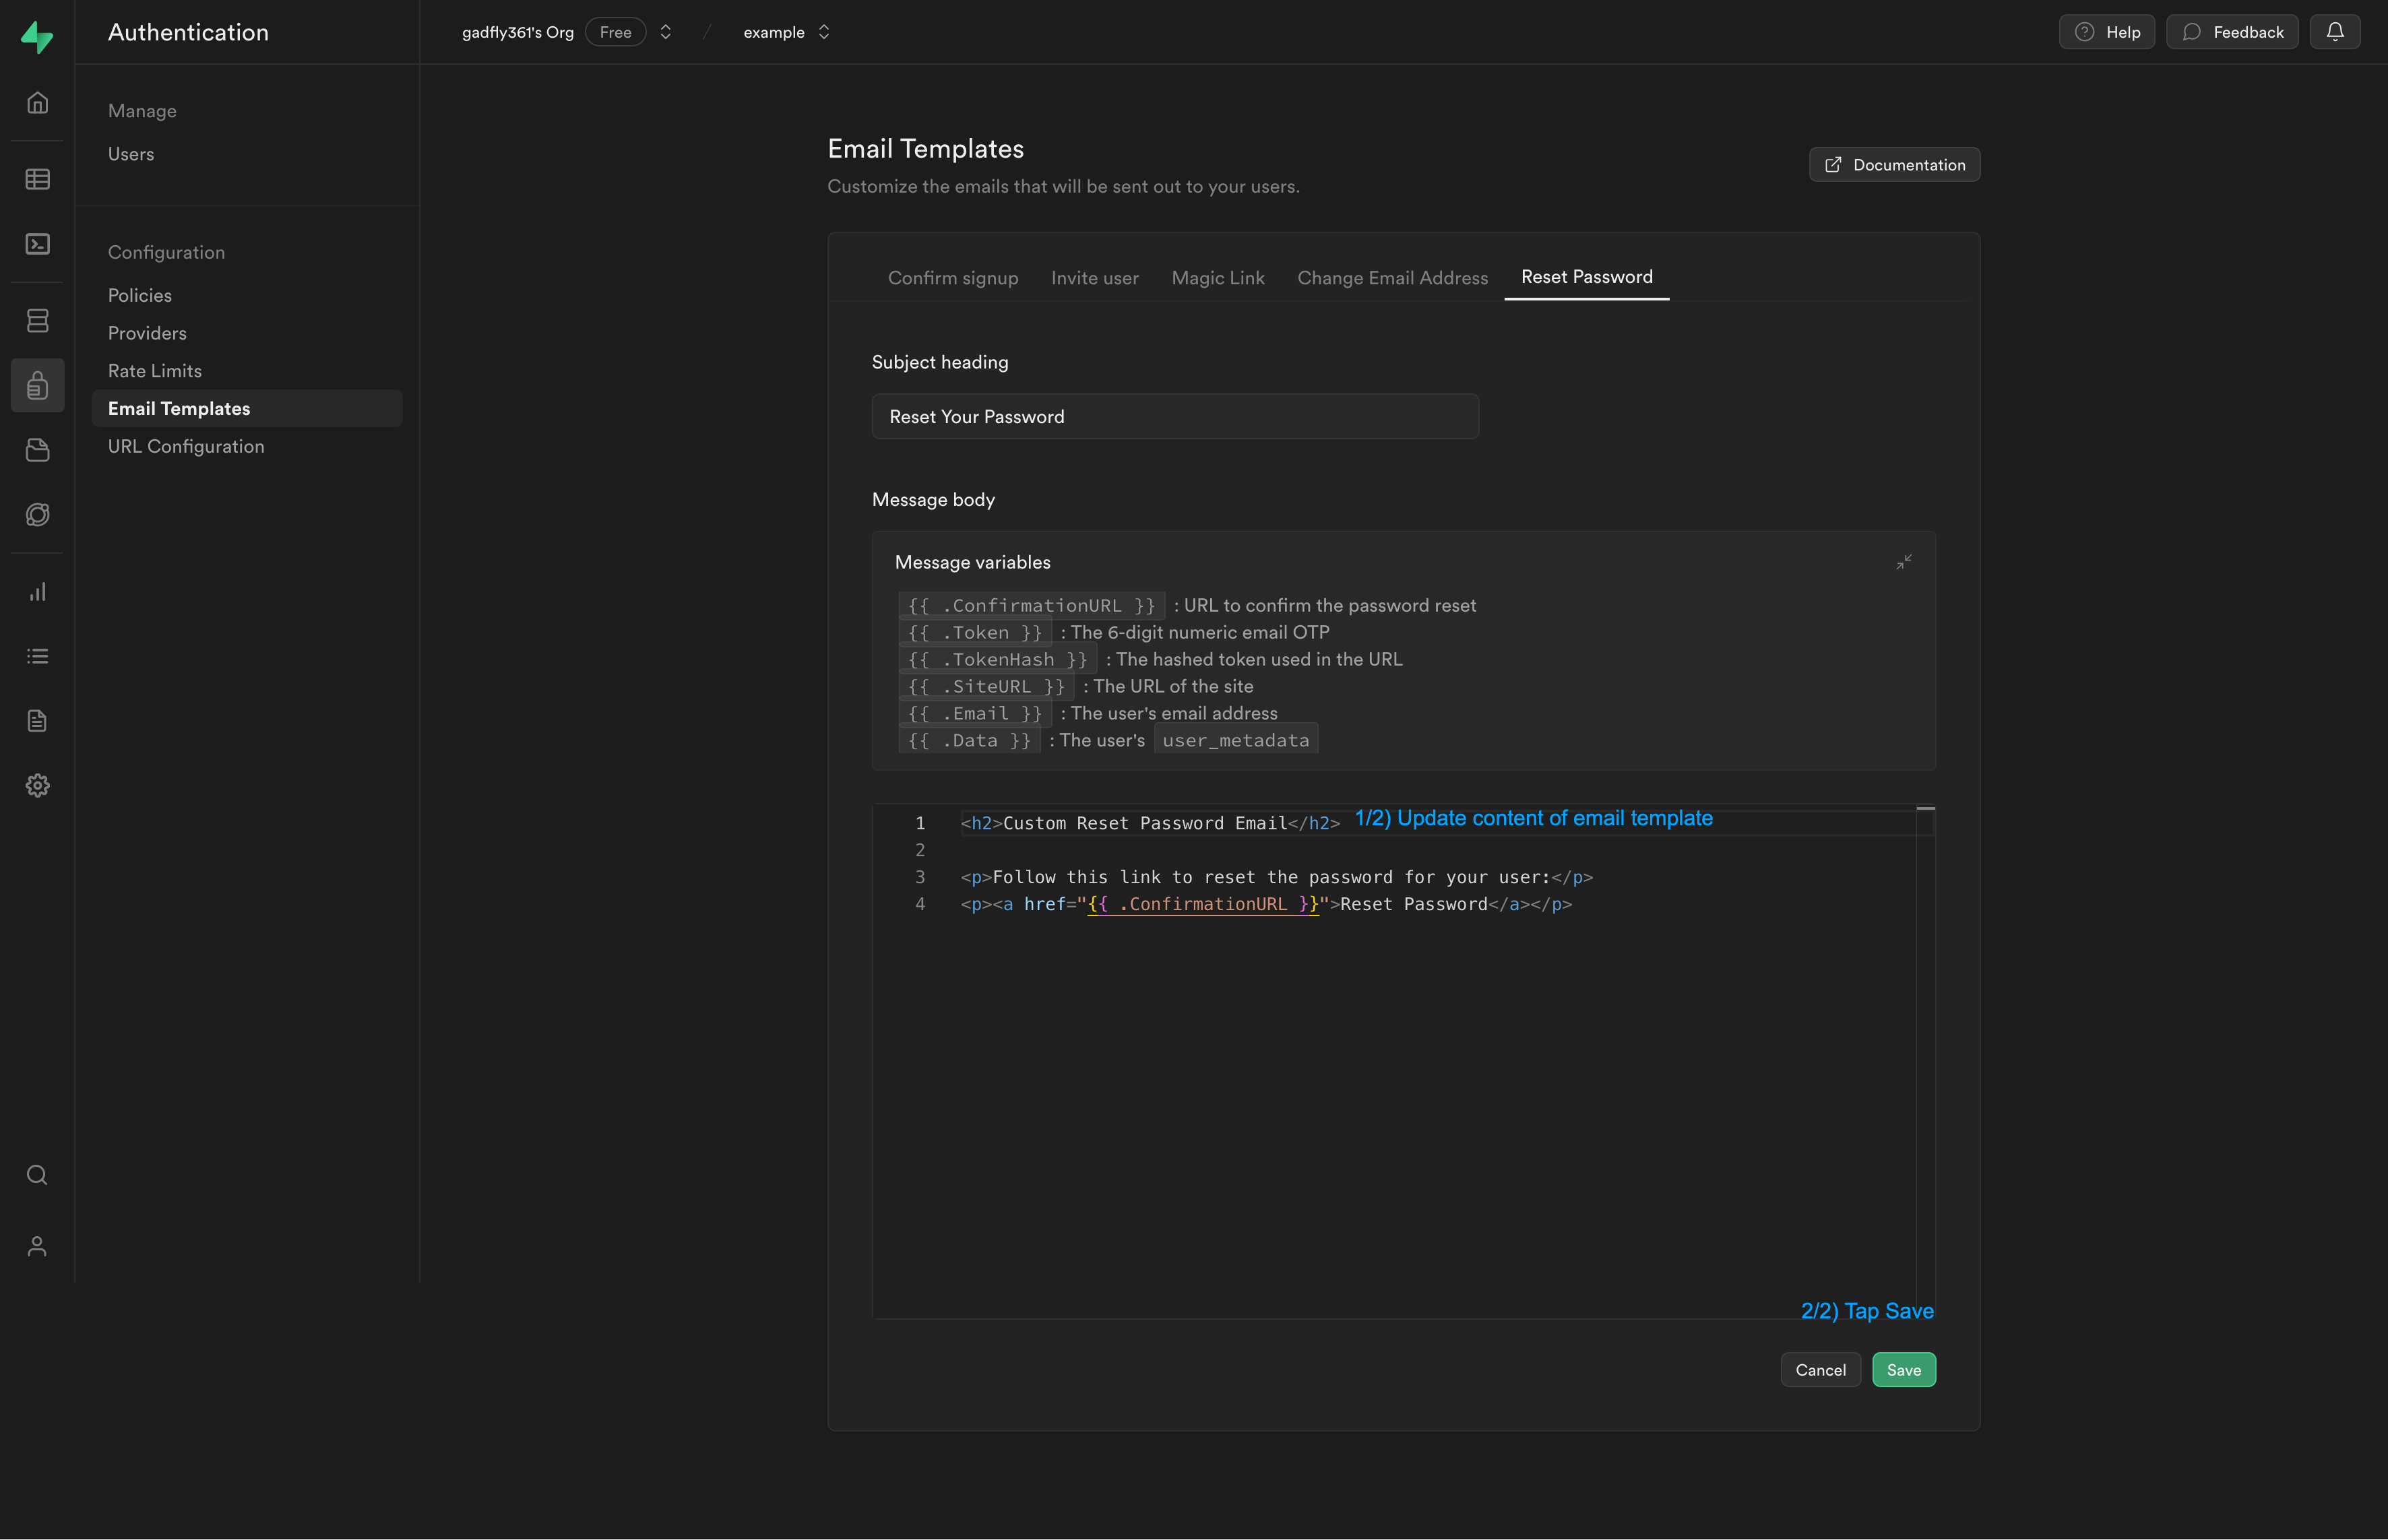 Authentication
gadfly361's Org Free / example
Help Feedback
Manage
Users
Configuration
Policies
Providers
Rate Limits
Email Templates
URL Configuration
Email Templates
Customize the emails that will be sent out to your users.
Documentation
Confirm signup Invite user Magic Link Change Email Address Reset Password
Subject heading
Reset Your Password
Message body
Message variables
{{ .ConfirmationURL }} : URL to confirm the password reset
{{ .Token }} : The 6-digit numeric email OTP
{{ .TokenHash }} : The hashed token used in the URL
{{ .SiteURL }} : The URL of the site
{{ .Email }} : The user's email address
{{ .Data }} : The user's user_metadata
1 <h2>Custom Reset Password Email</h2> 1/2) Update content of email template
2
3 <p>Follow this link to reset the password for your user:</p>
4 <p><a href="{{ .ConfirmationURL }}">Reset Password</a></p>
2/2) Tap Save
Cancel Save